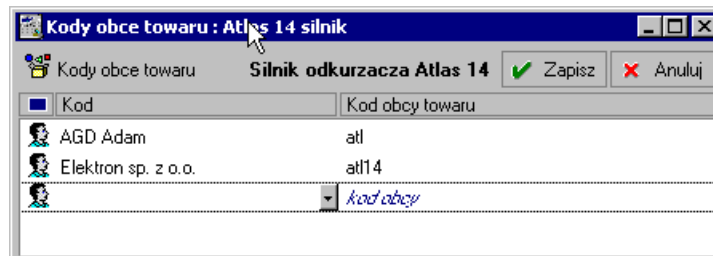 Kody obce towaru : Atlas 14 silnik
Kody obce towaru Silnik odkurzacza Atlas 14 Zapisz Anuluj
Kod Kod obcy towaru
AGD Adam atl
Elektron sp. z o.o. atl14
kod obcy